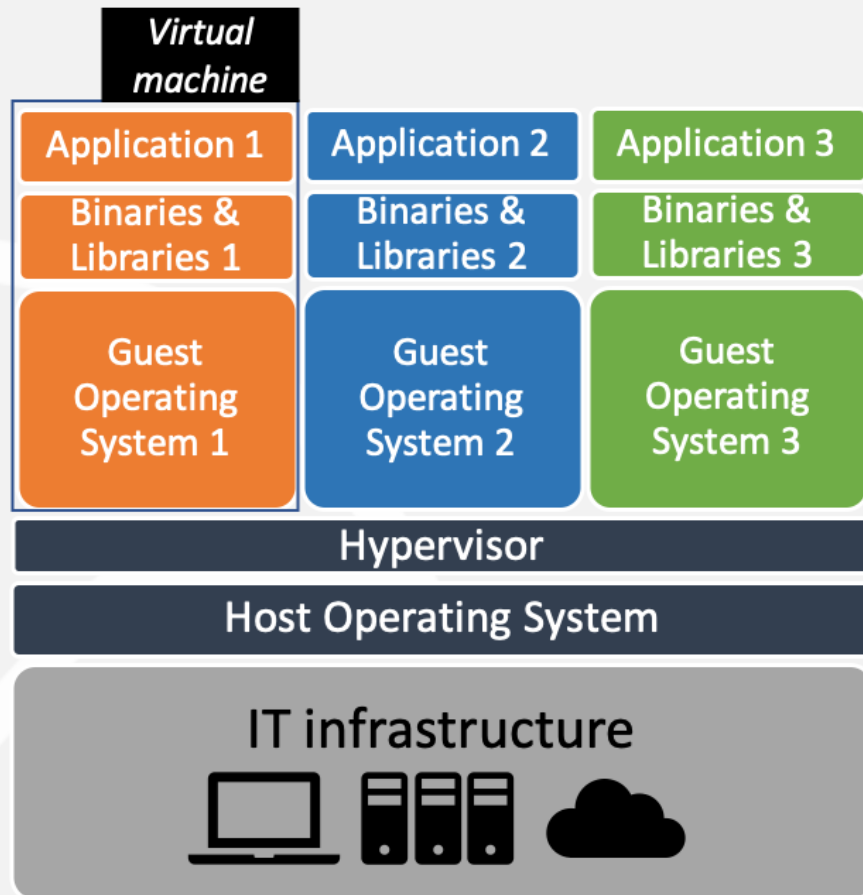 Virtual
machine
Application 1
Application 2
Application 3
Binaries &
Libraries 1
Binaries &
Libraries 2
Binaries &
Libraries 3
Guest
Operating
System 1
Guest
Operating
System 2
Guest
Operating
System 3
Hypervisor
Host Operating System
IT infrastructure